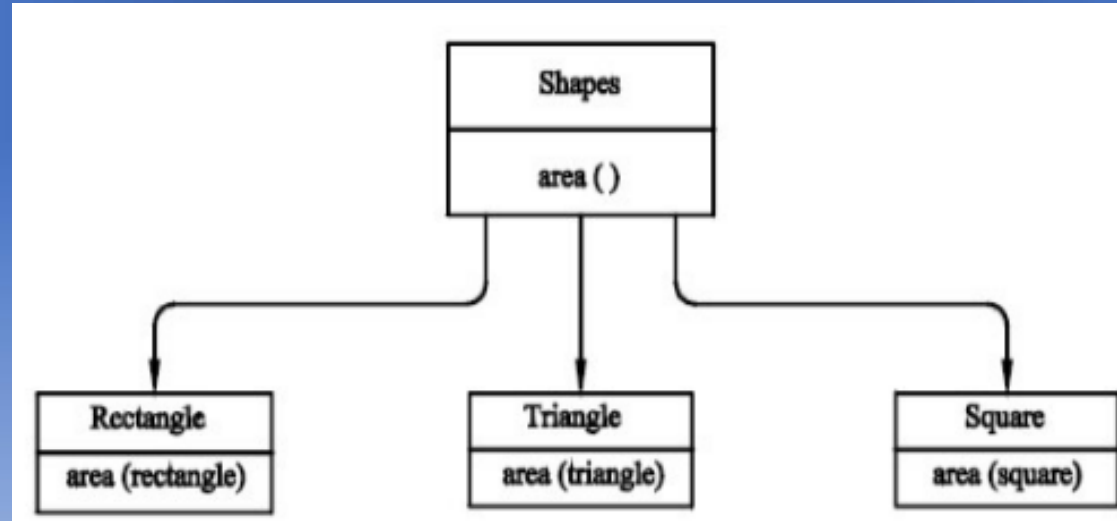 Shapes
area ( )
Rectangle
area (rectangle)
Triangle
area (triangle)
Square
area (square)